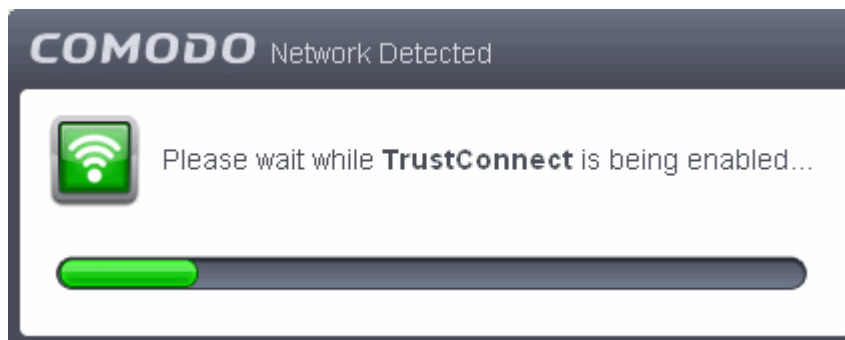 COMODO Network Detected
Please wait while TrustConnect is being enabled...